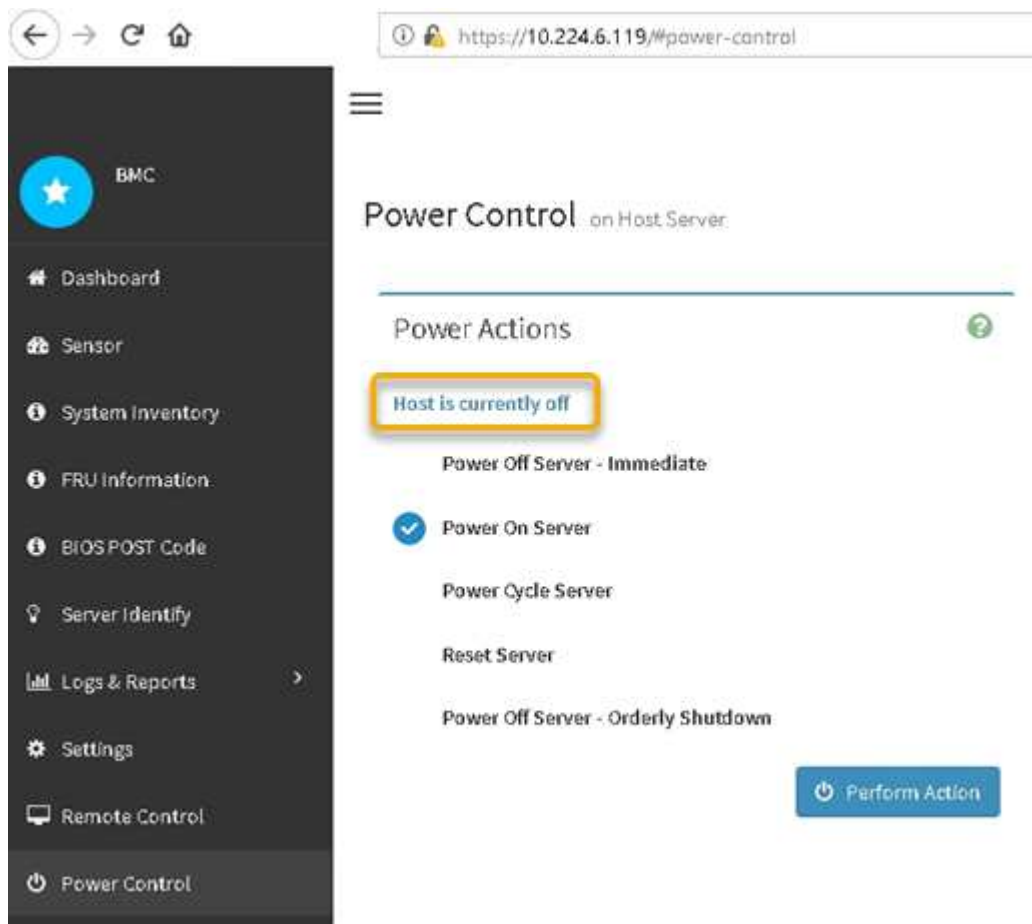 https://10.224.6.119/#power-control
BMC
Power Control on Host Server
Dashboard
Power Actions
Sensor
Host is currently off
System Inventory
Power Off Server - Immediate
FRU Information
Power On Server
BIOS POST Code
Power Cycle Server
Server Identify
Reset Server
Logs & Reports
Power Off Server - Orderly Shutdown
Settings
Perform Action
Remote Control
Power Control